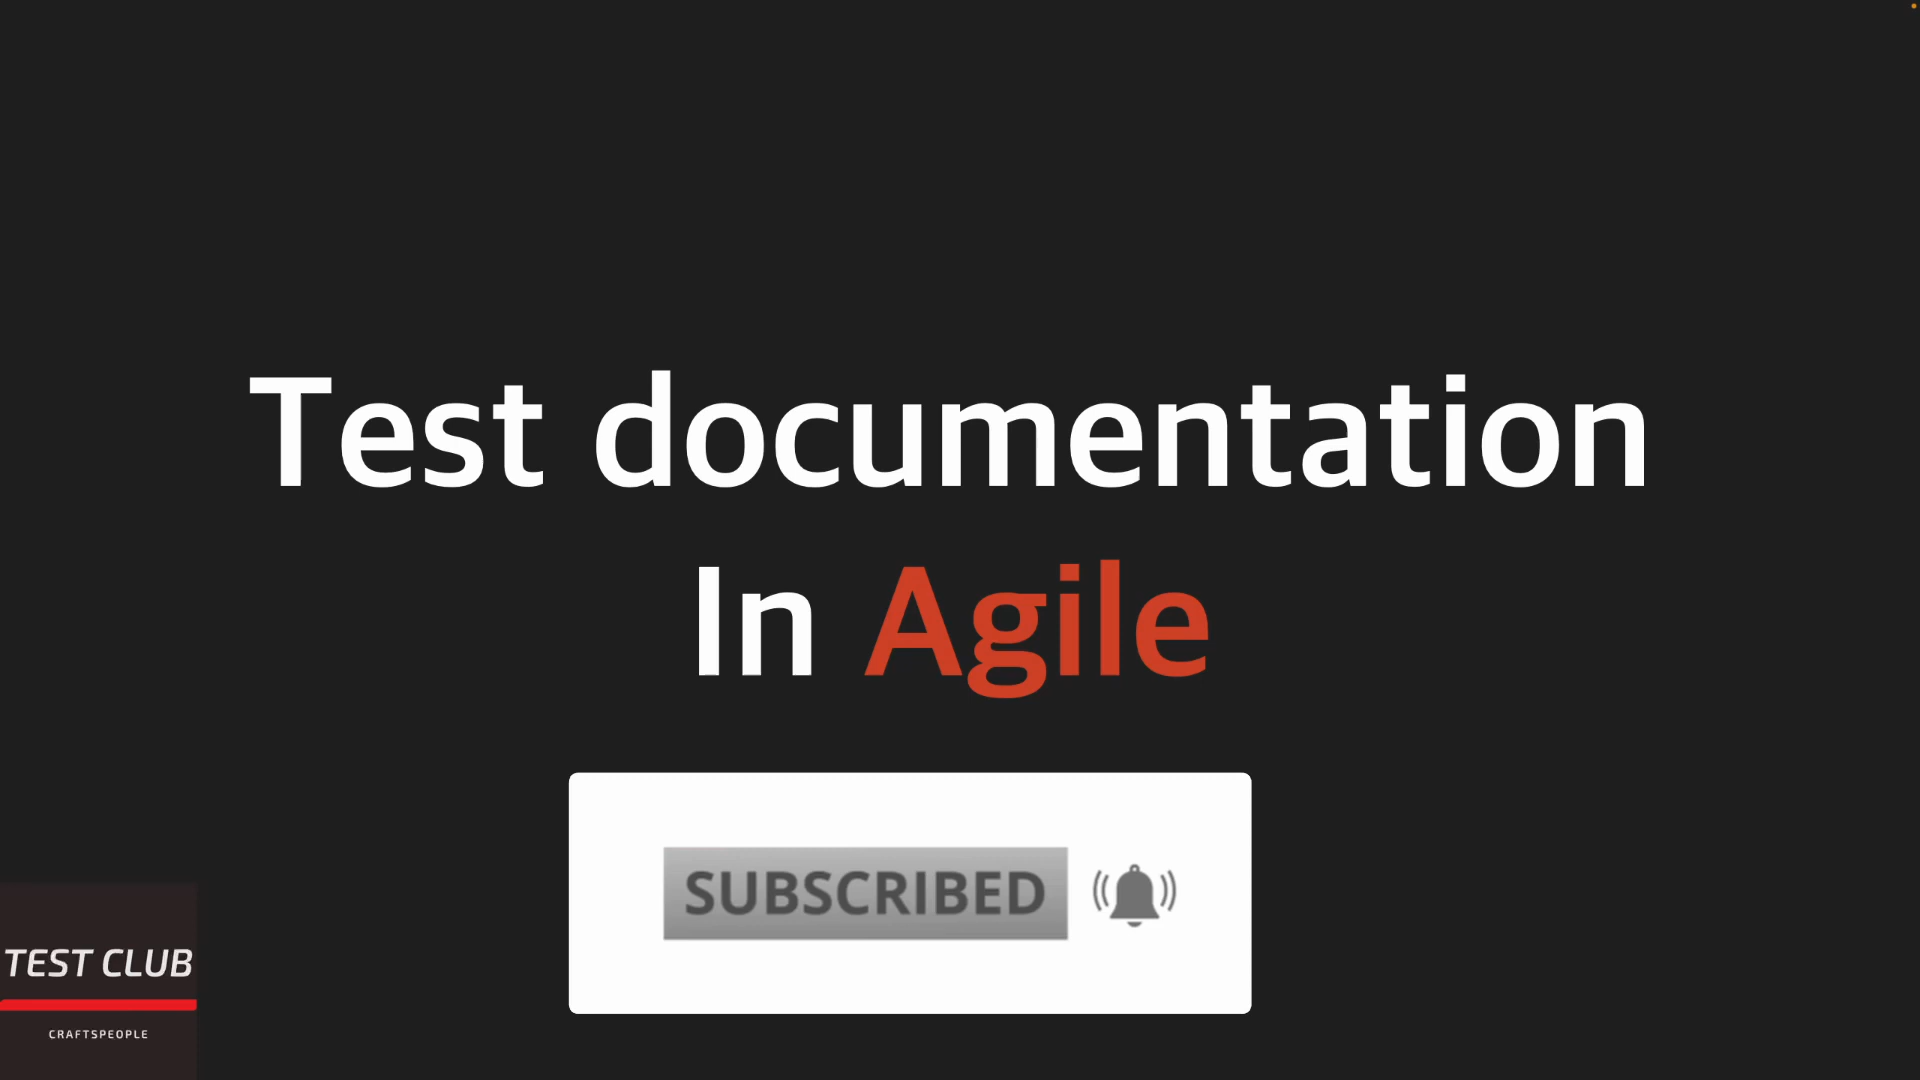 Test documentation
In Agile
SUBSCRIBED
TEST CLUB
CRAFTSPEOPLE